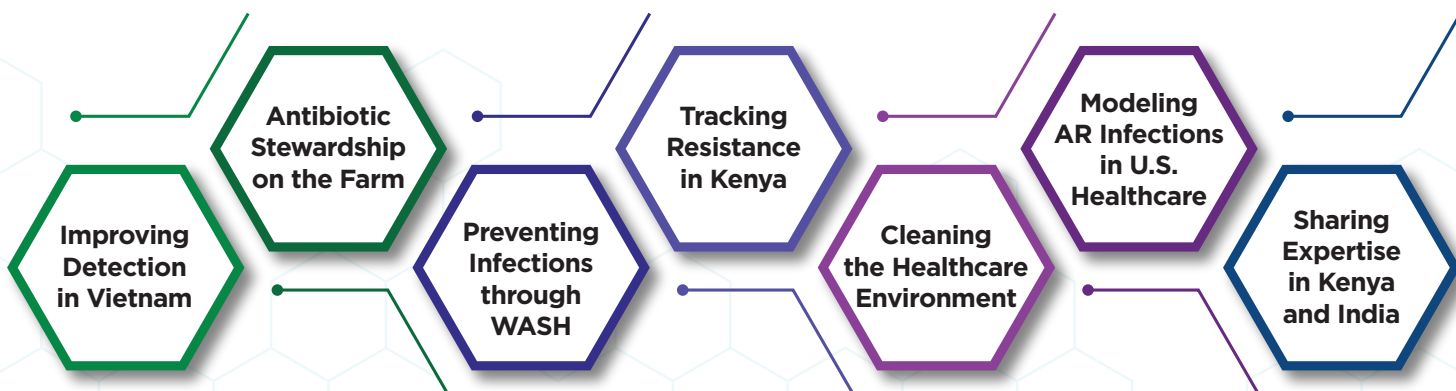 Improving
Detection
in Vietnam
Antibiotic
Stewardship
on the Farm
Preventing
Infections
through
WASH
Tracking
Resistance
in Kenya
Cleaning
the Healthcare
Environment
Modeling
AR Infections
in U.S.
Healthcare
Sharing
Expertise
in Kenya
and India